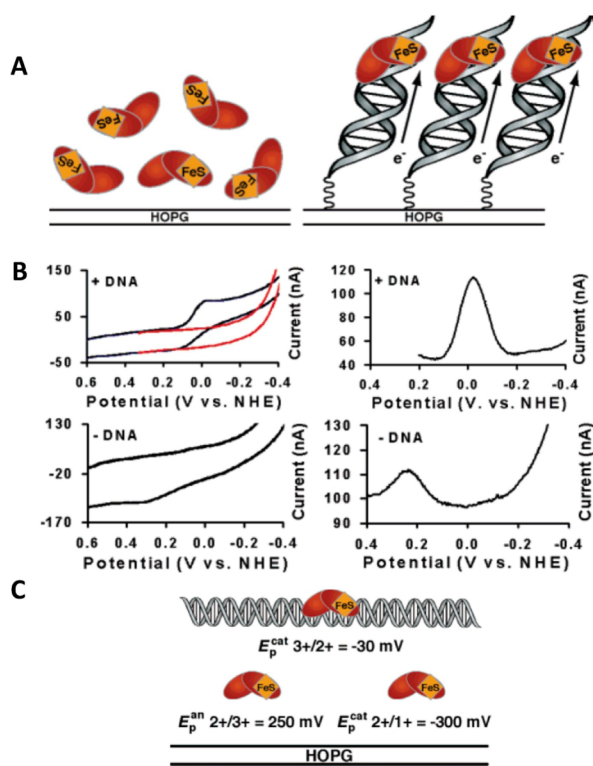 A
FeS
FeS
FeS
FeS
FeS
HOPG
FeS
FeS
FeS
e-
e-
e-
HOPG
B
+ DNA
150
50
-50
0.6 0.4 0.2 0.0 -0.2 -0.4
Potential (V vs. NHE)
Current (nA)
+ DNA
120
100
80
60
40
0.4 0.2 0.0 -0.2 -0.4
Potential (V. vs. NHE)
Current (nA)
- DNA
130
-20
-170
0.6 0.4 0.2 0.0 -0.2 -0.4
Potential (V vs. NHE)
Current (nA)
- DNA
130
120
110
100
90
0.4 0.2 0.0 -0.2 -0.4
Potential (V vs. NHE)
Current (nA)
C
FeS
E_p^cat 3+/2+ = -30 mV
FeS
FeS
E_p^an 2+/3+ = 250 mV E_p^cat 2+/1+ = -300 mV
HOPG